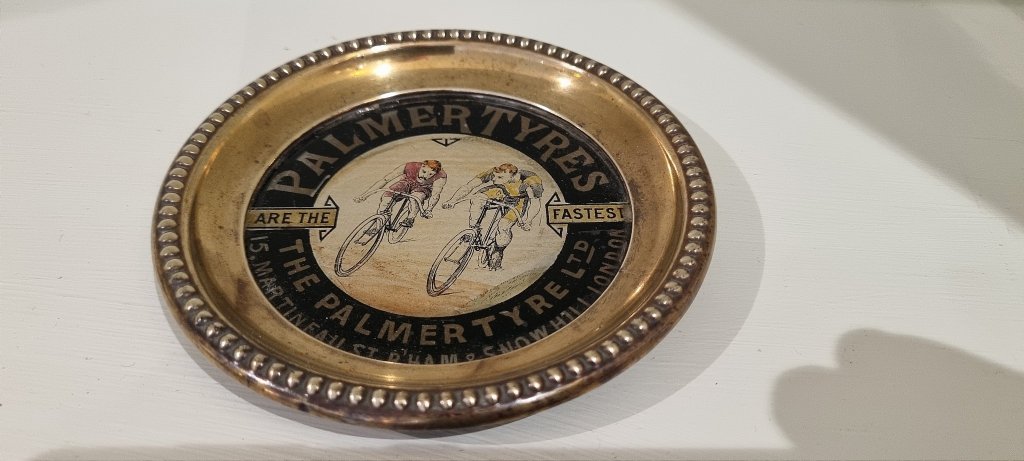 PALMER TYRES
ARE THE FASTEST
THE PALMER TYRE LTD.
15, MARTINEAU ST. B'HAM & SNOW HILL LONDON